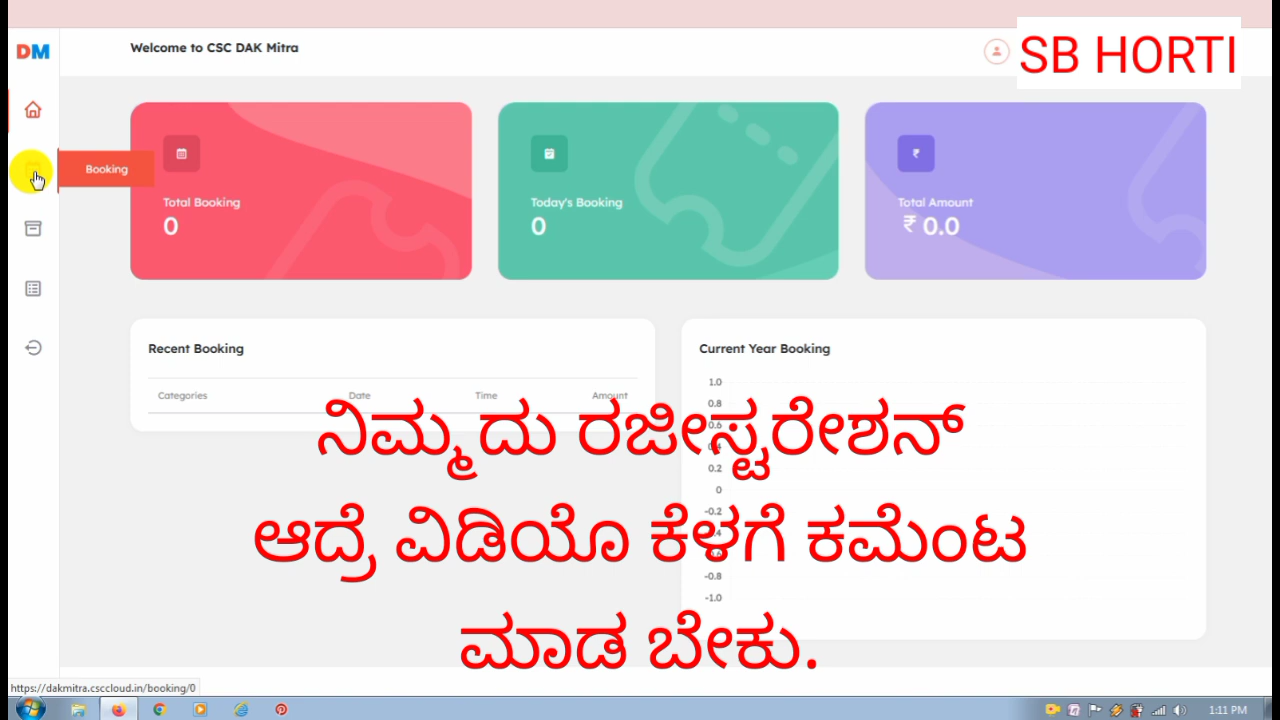 Welcome to CSC DAK Mitra
SB HORTI
DM
Booking
Total Booking
0
Today's Booking
0
Total Amount
₹ 0.0
Recent Booking
Categories Date Time Amount
Current Year Booking
1.0
0.8
0.6
0.4
0.2
0
-0.2
-0.4
-0.6
-0.8
-1.0
ನಿಮ್ಮದು ರಜೀಸ್ಟರೇಶನ್
ಆದ್ರೆ ವಿಡಿಯೊ ಕೆಳಗೆ ಕಮೆಂಟ
ಮಾಡ ಬೇಕು.
https://dakmitra.csccloud.in/booking/0
1:11 PM